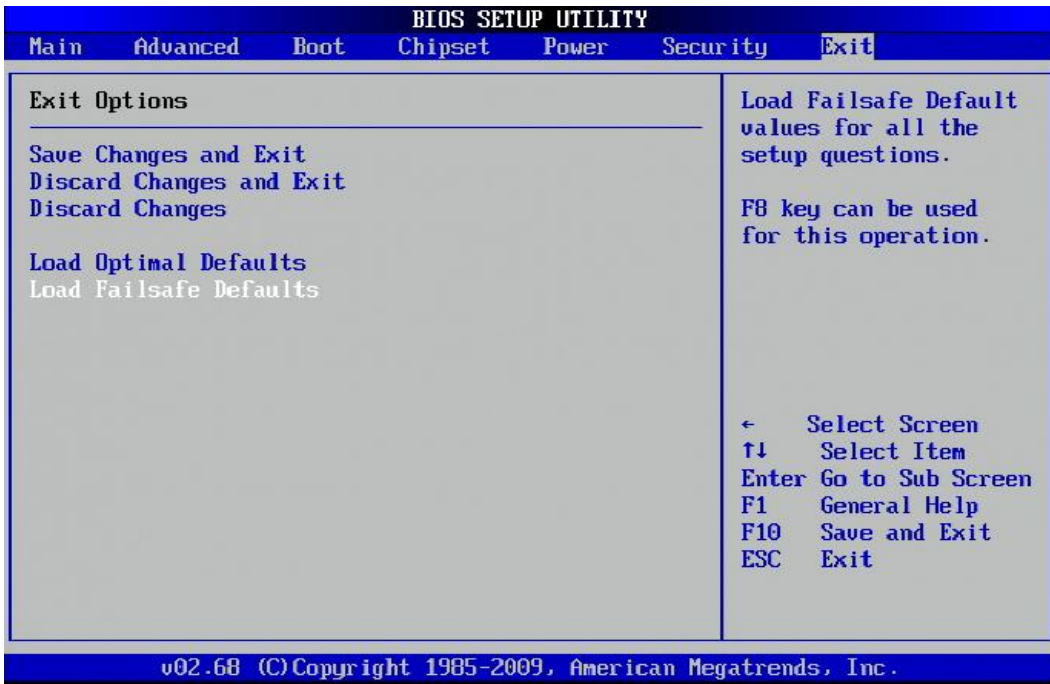 BIOS SETUP UTILITY
Main Advanced Boot Chipset Power Security Exit
Exit Options
Save Changes and Exit
Discard Changes and Exit
Discard Changes
Load Optimal Defaults
Load Failsafe Defaults
Load Failsafe Default
values for all the
setup questions.
F8 key can be used
for this operation.
← Select Screen
↑↓ Select Item
Enter Go to Sub Screen
F1 General Help
F10 Save and Exit
ESC Exit
v02.68 (C)Copyright 1985-2009, American Megatrends, Inc.